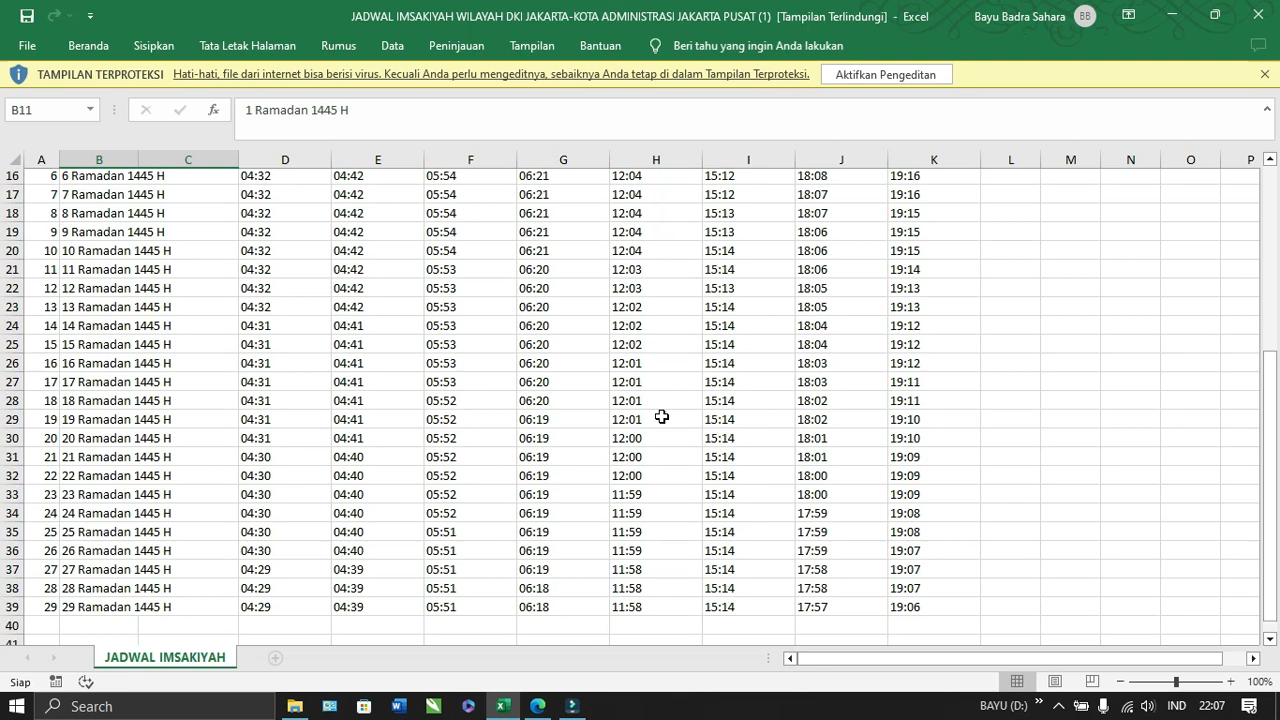 JADWAL IMSAKIYAH WILAYAH DKI JAKARTA-KOTA ADMINISTRASI JAKARTA PUSAT (1) [Tampilan Terlindungi] - Excel Bayu Badra Sahara BB
File Beranda Sisipkan Tata Letak Halaman Rumus Data Peninjauan Tampilan Bantuan Beri tahu yang ingin Anda lakukan
TAMPILAN TERPROTEKSI Hati-hati, file dari internet bisa berisi virus. Kecuali Anda perlu mengeditnya, sebaiknya Anda tetap di dalam Tampilan Terproteksi. Aktifkan Pengeditan
B11 fx 1 Ramadan 1445 H
A B C D E F G H I J K L M N O P
16 6 6 Ramadan 1445 H 04:32 04:42 05:54 06:21 12:04 15:12 18:08 19:16
17 7 7 Ramadan 1445 H 04:32 04:42 05:54 06:21 12:04 15:12 18:07 19:16
18 8 8 Ramadan 1445 H 04:32 04:42 05:54 06:21 12:04 15:13 18:07 19:15
19 9 9 Ramadan 1445 H 04:32 04:42 05:54 06:21 12:04 15:13 18:06 19:15
20 10 10 Ramadan 1445 H 04:32 04:42 05:54 06:21 12:04 15:14 18:06 19:15
21 11 11 Ramadan 1445 H 04:32 04:42 05:53 06:20 12:03 15:14 18:06 19:14
22 12 12 Ramadan 1445 H 04:32 04:42 05:53 06:20 12:03 15:13 18:05 19:13
23 13 13 Ramadan 1445 H 04:32 04:42 05:53 06:20 12:02 15:14 18:05 19:13
24 14 14 Ramadan 1445 H 04:31 04:41 05:53 06:20 12:02 15:14 18:04 19:12
25 15 15 Ramadan 1445 H 04:31 04:41 05:53 06:20 12:02 15:14 18:04 19:12
26 16 16 Ramadan 1445 H 04:31 04:41 05:53 06:20 12:01 15:14 18:03 19:12
27 17 17 Ramadan 1445 H 04:31 04:41 05:53 06:20 12:01 15:14 18:03 19:11
28 18 18 Ramadan 1445 H 04:31 04:41 05:52 06:20 12:01 15:14 18:02 19:11
29 19 19 Ramadan 1445 H 04:31 04:41 05:52 06:19 12:01 15:14 18:02 19:10
30 20 20 Ramadan 1445 H 04:31 04:41 05:52 06:19 12:00 15:14 18:01 19:10
31 21 21 Ramadan 1445 H 04:30 04:40 05:52 06:19 12:00 15:14 18:01 19:09
32 22 22 Ramadan 1445 H 04:30 04:40 05:52 06:19 12:00 15:14 18:00 19:09
33 23 23 Ramadan 1445 H 04:30 04:40 05:52 06:19 11:59 15:14 18:00 19:09
34 24 24 Ramadan 1445 H 04:30 04:40 05:52 06:19 11:59 15:14 17:59 19:08
35 25 25 Ramadan 1445 H 04:30 04:40 05:51 06:19 11:59 15:14 17:59 19:08
36 26 26 Ramadan 1445 H 04:30 04:40 05:51 06:19 11:59 15:14 17:59 19:07
37 27 27 Ramadan 1445 H 04:29 04:39 05:51 06:19 11:58 15:14 17:58 19:07
38 28 28 Ramadan 1445 H 04:29 04:39 05:51 06:18 11:58 15:14 17:58 19:07
39 29 29 Ramadan 1445 H 04:29 04:39 05:51 06:18 11:58 15:14 17:57 19:06
40
41
JADWAL IMSAKIYAH
Siap 100%
Search BAYU (D:) IND 22:07